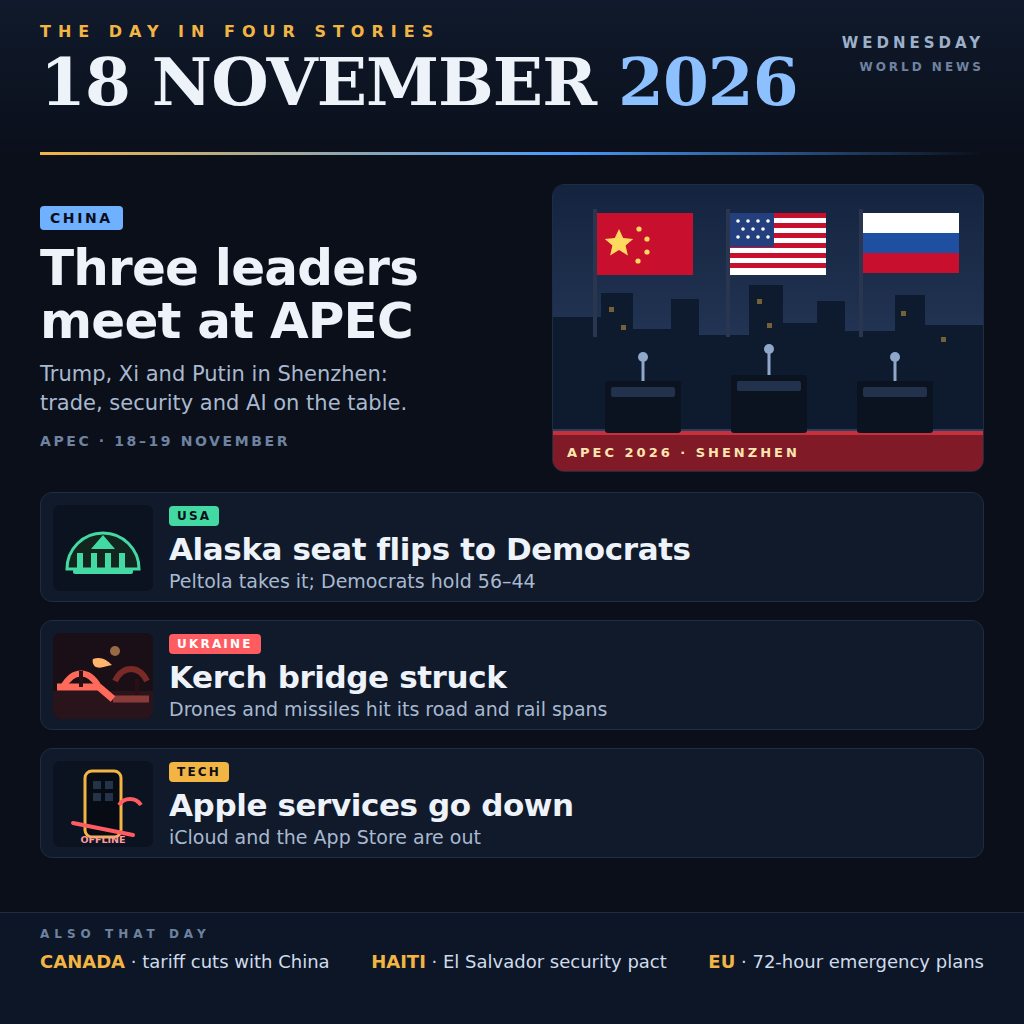 THE DAY IN FOUR STORIES
18 NOVEMBER 2026
WEDNESDAY
WORLD NEWS
CHINA
Three leaders
meet at APEC
Trump, Xi and Putin in Shenzhen:
trade, security and AI on the table.
APEC · 18–19 NOVEMBER
APEC 2026 · SHENZHEN
USA
Alaska seat flips to Democrats
Peltola takes it; Democrats hold 56–44
UKRAINE
Kerch bridge struck
Drones and missiles hit its road and rail spans
TECH
Apple services go down
iCloud and the App Store are out
OFFLINE
ALSO THAT DAY
CANADA · tariff cuts with China
HAITI · El Salvador security pact
EU · 72-hour emergency plans